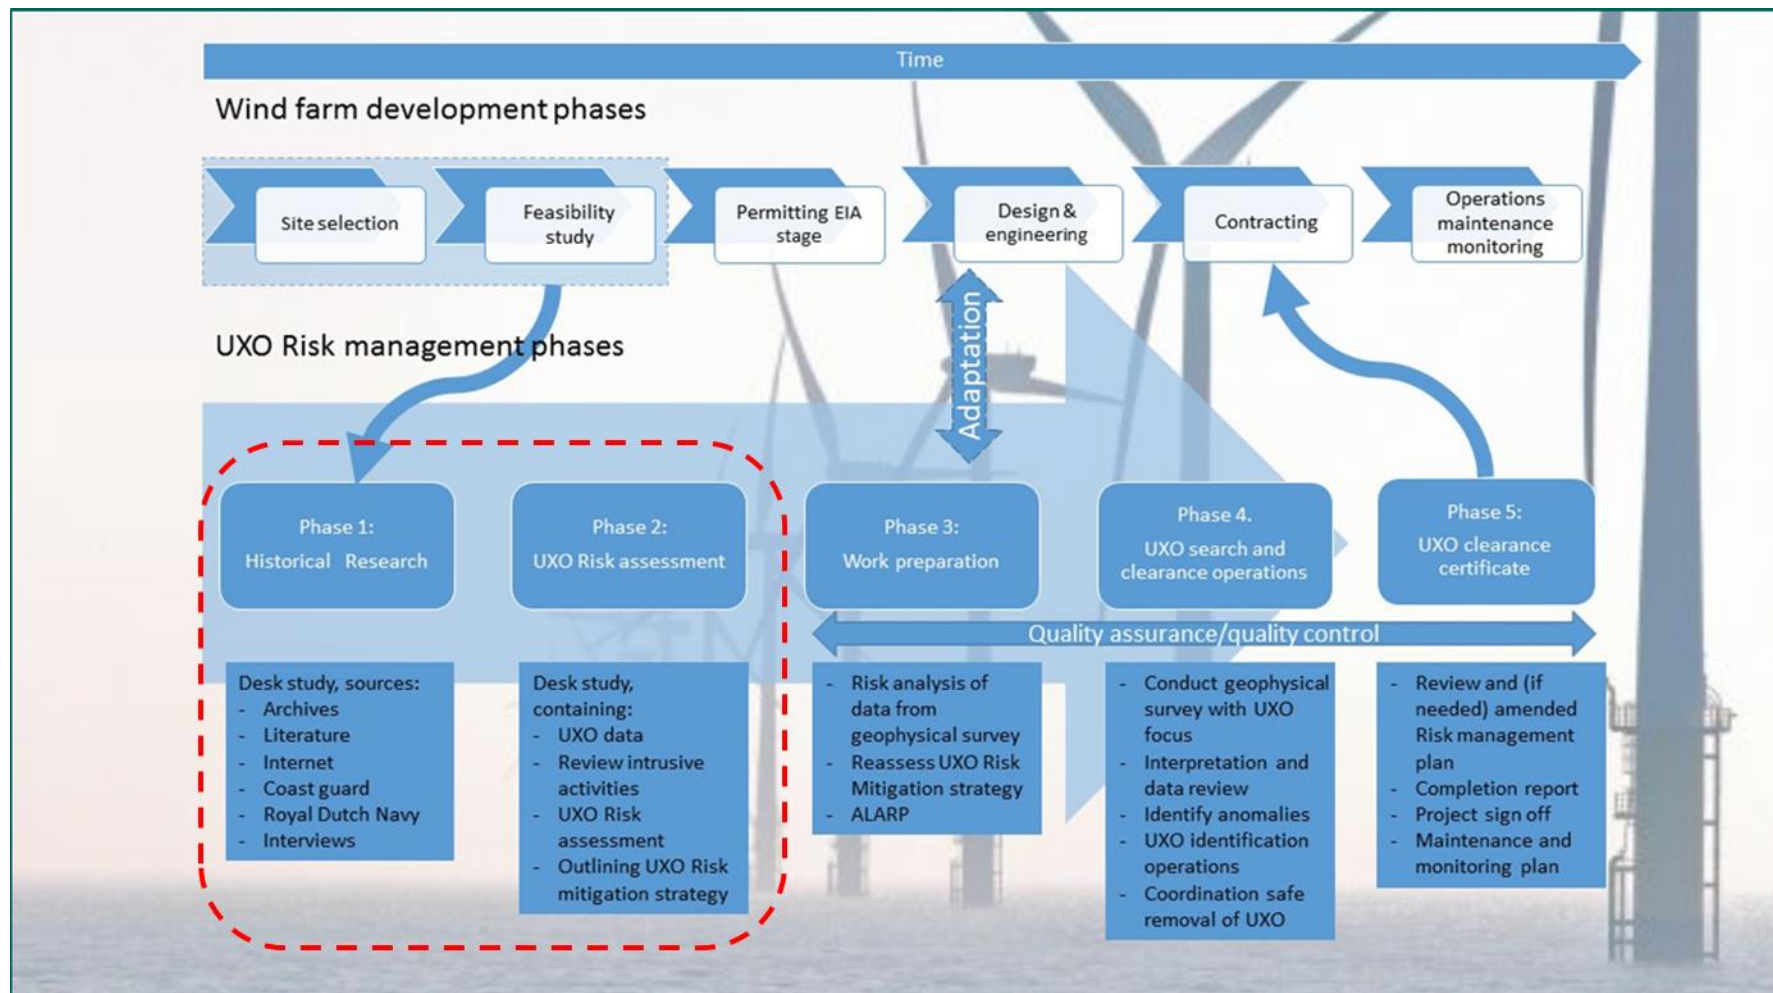 Time
Wind farm development phases
Site selection
Feasibility
study
Permitting EIA
stage
Design &
engineering
Contracting
Operations
maintenance
monitoring
Adaptation
UXO Risk management phases
Phase 1:
Historical Research
Phase 2:
UXO Risk assessment
Phase 3:
Work preparation
Phase 4.
UXO search and
clearance operations
Phase 5:
UXO clearance
certificate
Quality assurance/quality control
Desk study, sources:
- Archives
- Literature
- Internet
- Coast guard
- Royal Dutch Navy
- Interviews
Desk study,
containing:
- UXO data
- Review intrusive
activities
- UXO Risk
assessment
- Outlining UXO Risk
mitigation strategy
- Risk analysis of
data from
geophysical survey
- Reassess UXO Risk
Mitigation strategy
- ALARP
- Conduct geophysical
survey with UXO
focus
- Interpretation and
data review
- Identify anomalies
- UXO identification
operations
- Coordination safe
removal of UXO
- Review and (if
needed) amended
Risk management
plan
- Completion report
- Project sign off
- Maintenance and
monitoring plan